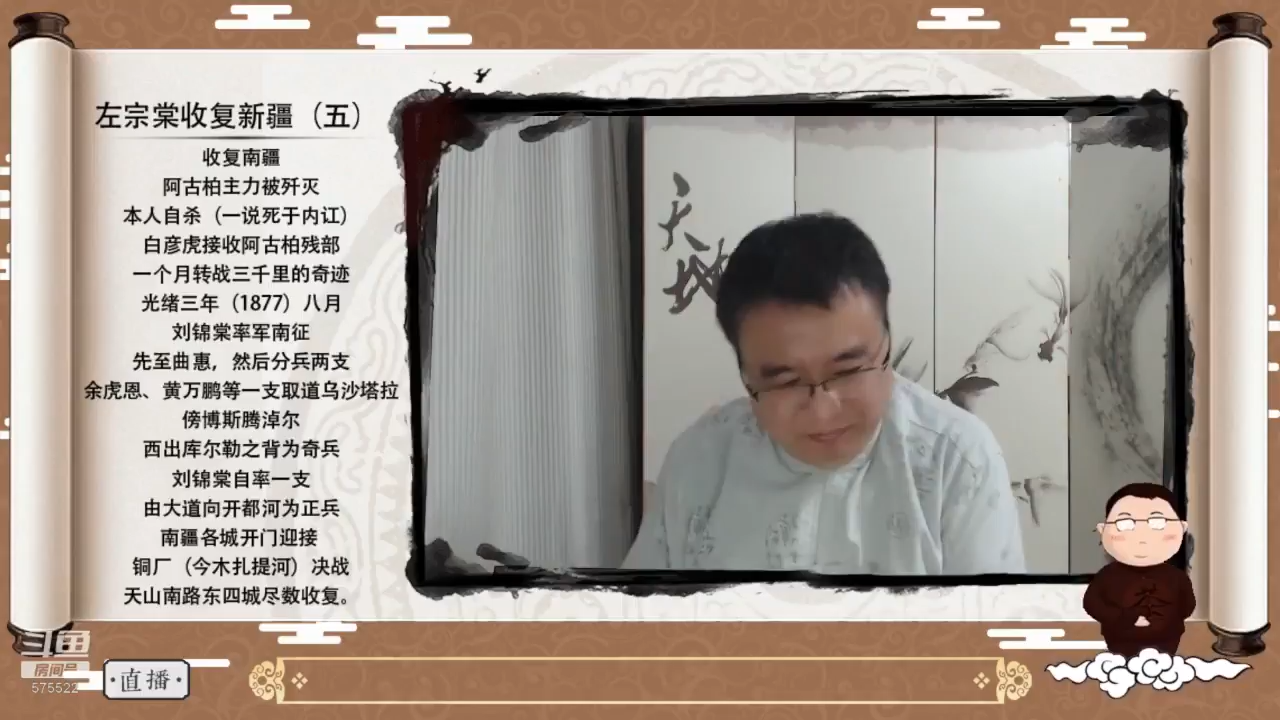 左宗棠收复新疆（五）
收复南疆
阿古柏主力被歼灭
本人自杀（一说死于内讧）
白彦虎接收阿古柏残部
一个月转战三千里的奇迹
光绪三年（1877）八月
刘锦棠率军南征
先至曲惠，然后分兵两支
余虎恩、黄万鹏等一支取道乌沙塔拉
傍博斯腾淖尔
西出库尔勒之背为奇兵
刘锦棠自率一支
由大道向开都河为正兵
南疆各城开门迎接
铜厂（今木扎提河）决战
天山南路东四城尽数收复。
天
地
斗鱼
房间号
575522
·直播·